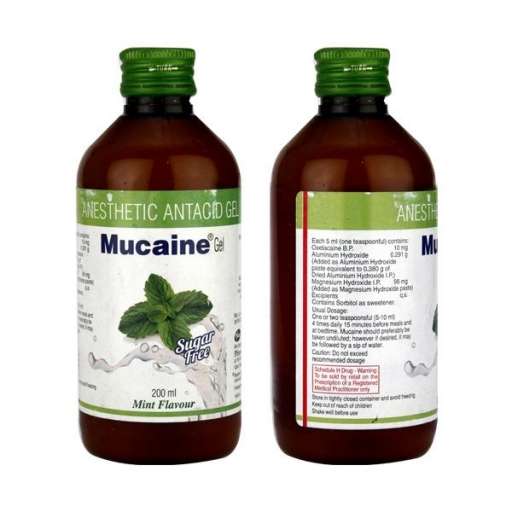 ANESTHETIC ANTACID GEL
Mucaine® Gel
Sugar
Free
200 ml
Mint Flavour
ANESTHETIC
Mu
Each 5 ml (one teaspoonful) contains:
Oxetacaine B.P. 10 mg
Aluminium Hydroxide 0.291 g
(Added as Aluminium Hydroxide
paste equivalent to 0.380 g of
Dried Aluminium Hydroxide I.P.)
Magnesium Hydroxide I.P. 98 mg
(Added as Magnesium Hydroxide paste)
Excipients q.s.
Contains Sorbitol as sweetener.
Usual Dosage:
One or two teaspoonsful (5-10 ml)
4 times daily 15 minutes before meals and
at bedtime. Mucaine should preferably be
taken undiluted; however if desired, it may
be followed by a sip of water.
Caution: Do not exceed
recommended dosage
Schedule H Drug - Warning
To be sold by retail on the
Prescription of a Registered
Medical Practitioner only
Store in tightly closed container and avoid freezing
Keep out of reach of children
Shake well before use